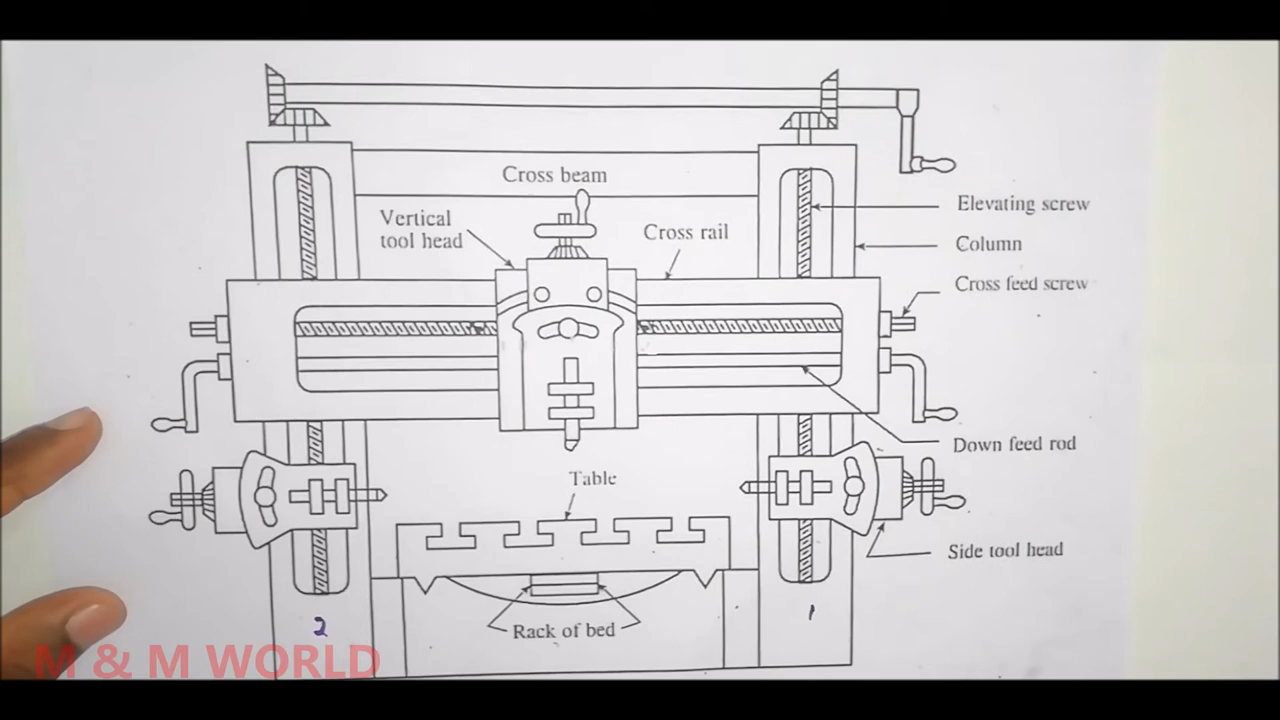 Cross beam
Vertical
tool head
Cross rail
Elevating screw
Column
Cross feed screw
Down feed rod
Table
Side tool head
Rack of bed
2
1
M & M WORLD